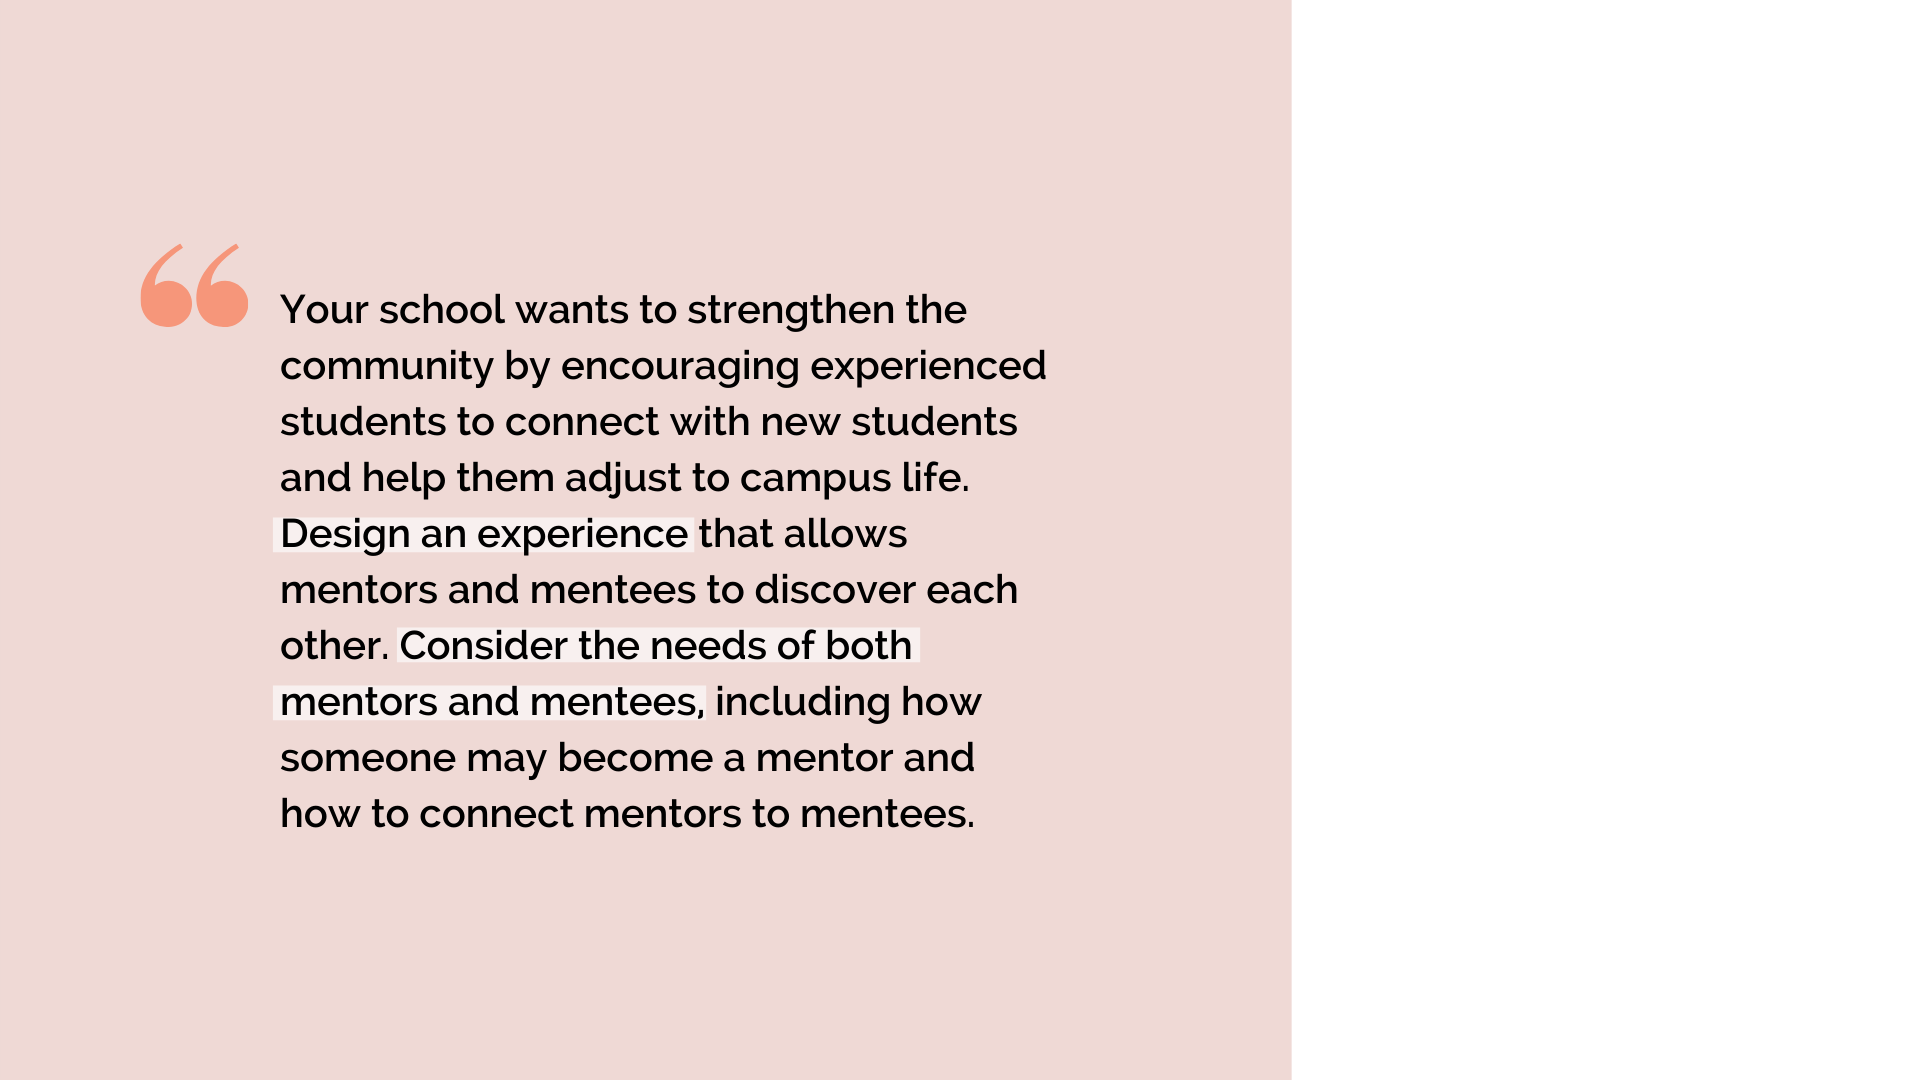 “
Your school wants to strengthen the
community by encouraging experienced
students to connect with new students
and help them adjust to campus life.
Design an experience that allows
mentors and mentees to discover each
other. Consider the needs of both
mentors and mentees, including how
someone may become a mentor and
how to connect mentors to mentees.